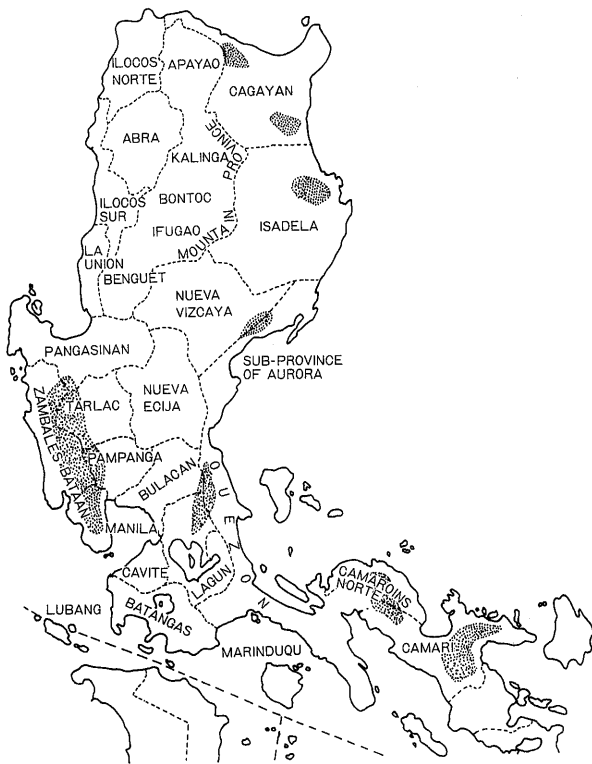 ILOCOS
NORTE
APAYAO
CAGAYAN
ABRA
KALINGA
MOUNTAIN PROVINCE
BONTOC
ILOCOS
SUR
IFUGAO
ISADELA
LA
UNION
BENGUET
NUEVA
VIZCAYA
PANGASINAN
SUB-PROVINCE
OF AURORA
ZAMBALES
TARLAC
NUEVA
ECIJA
PAMPANGA
BATAAN
BULACAN
QUEZON
MANILA
CAVITE
LAGUN
CAMAROINS
NORTE
LUBANG
BATANGAS
MARINDUQU
CAMARI